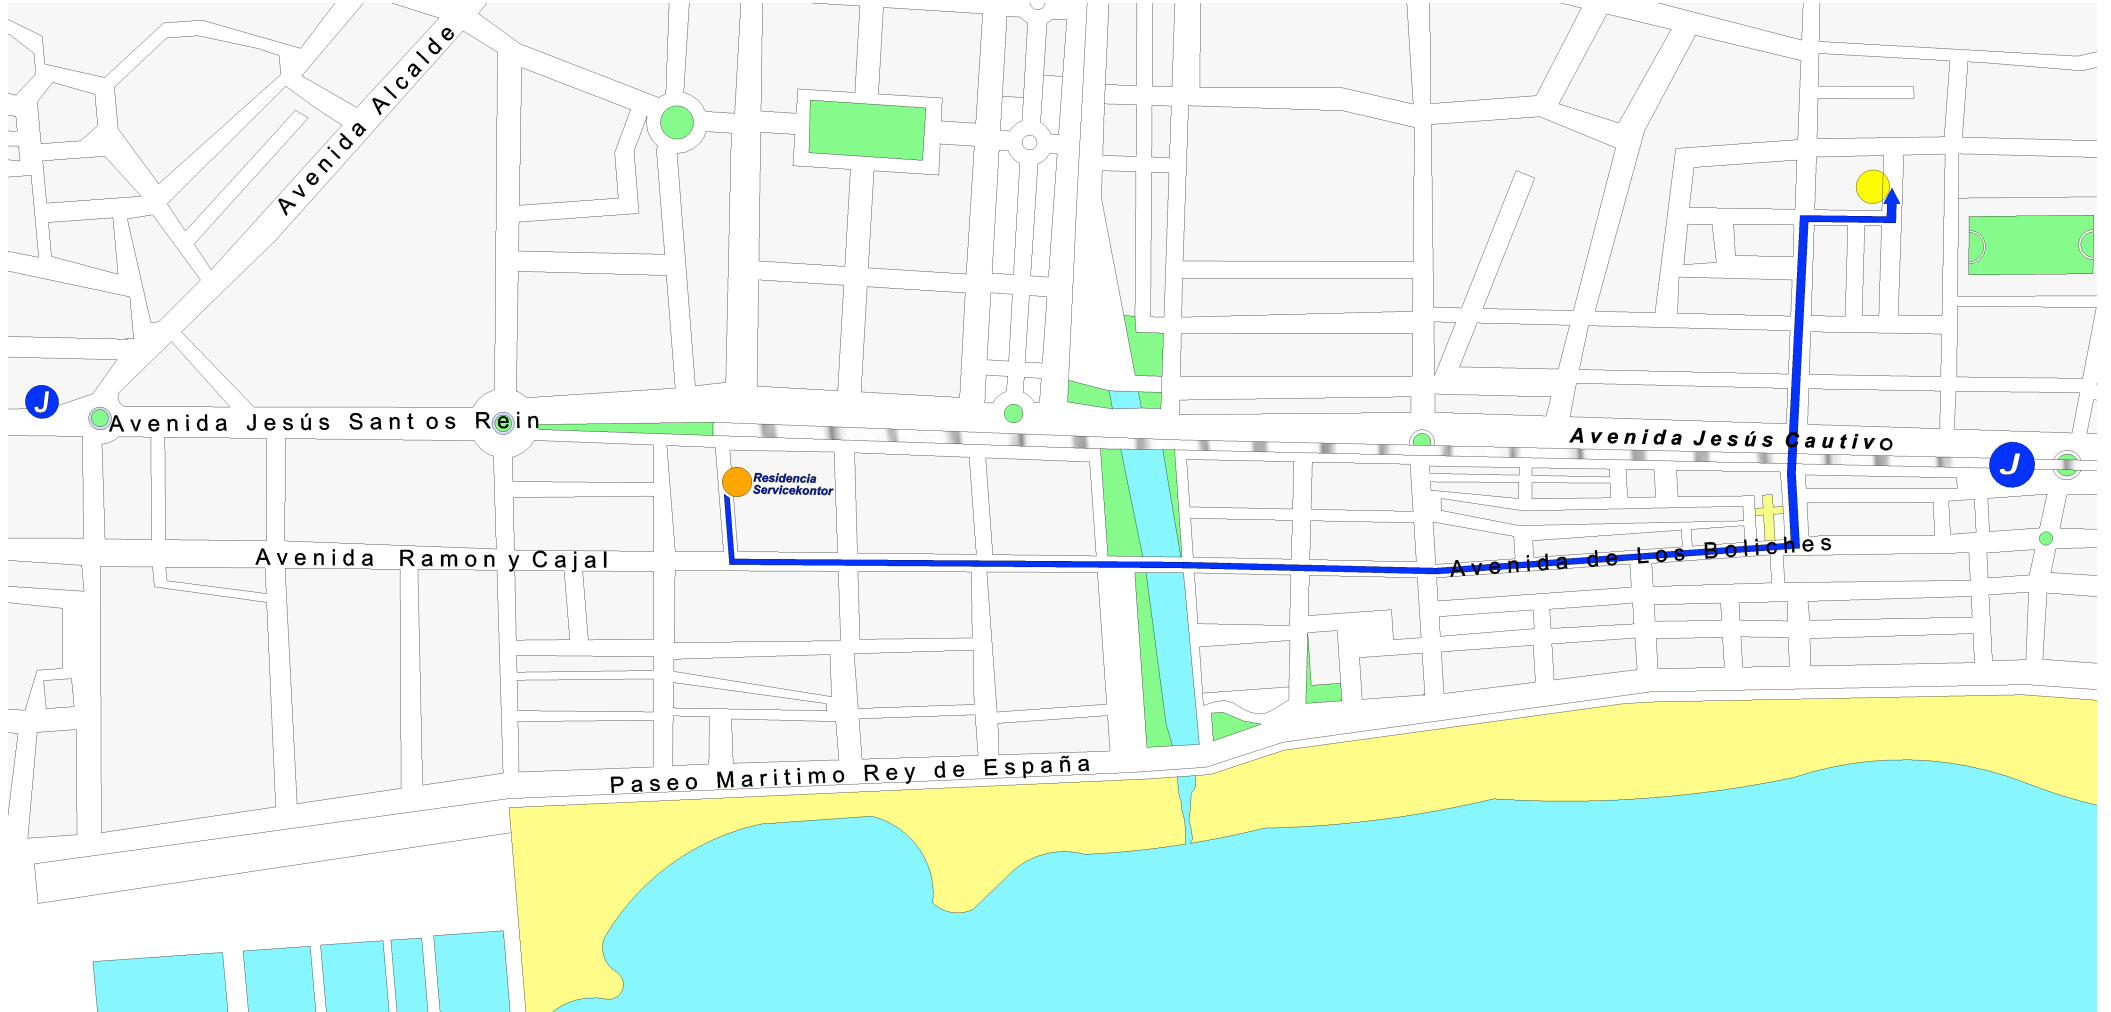 Avenida Alcalde
J
Avenida Jesús Santos Rein
Avenida Jesús Cautivo
J
Residencia
Servicekontor
Avenida Ramon y Cajal
Avenida de Los Boliches
Paseo Maritimo Rey de España